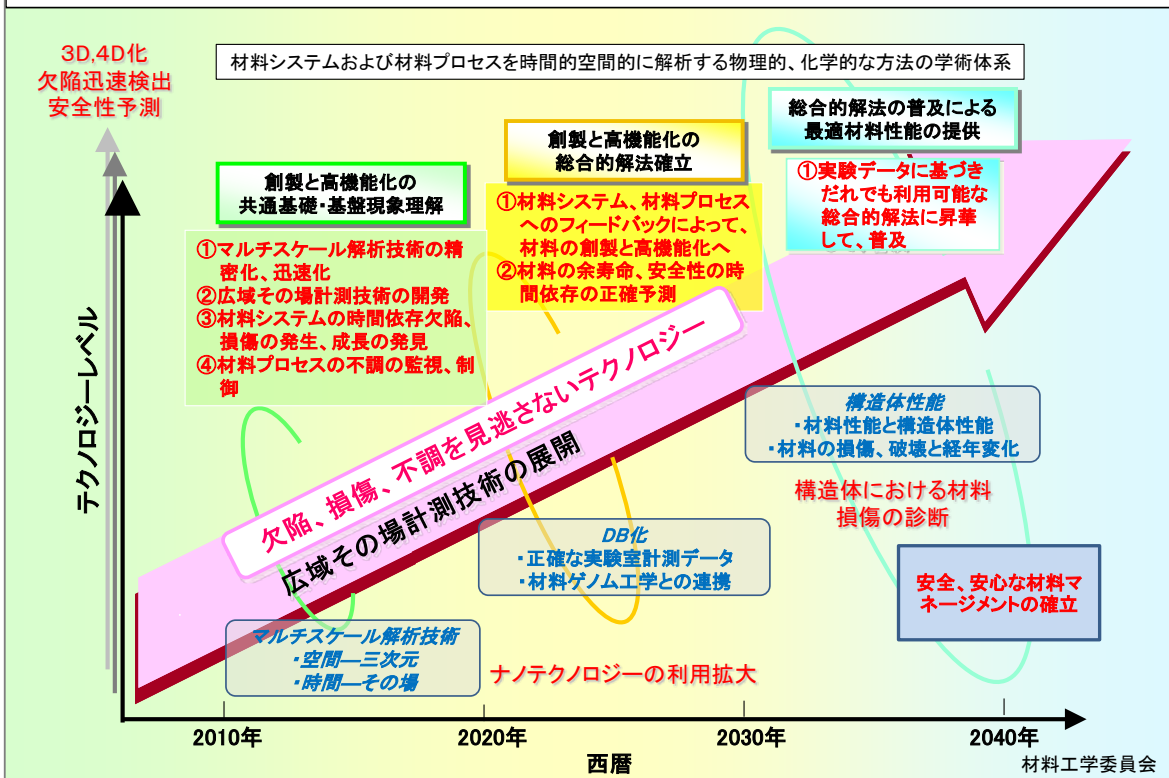 3D,4D化
欠陥迅速検出
安全性予測
材料システムおよび材料プロセスを時間的空間的に解析する物理的、化学的な方法の学術体系
総合的解法の普及による
最適材料性能の提供
①実験データに基づき
だれでも利用可能な
総合的解法に昇華
して、普及
創製と高機能化の
総合的解法確立
①材料システム、材料プロセス
へのフィードバックによって、
材料の創製と高機能化へ
②材料の余寿命、安全性の時
間依存の正確予測
創製と高機能化の
共通基礎・基盤現象理解
①マルチスケール解析技術の精
密化、迅速化
②広域その場計測技術の開発
③材料システムの時間依存欠陥、
損傷の発生、成長の発見
④材料プロセスの不調の監視、制
御
テクノロジーレベル
欠陥、損傷、不調を見逃さないテクノロジー
広域その場計測技術の展開
構造体性能
・材料性能と構造体性能
・材料の損傷、破壊と経年変化
構造体における材料
損傷の診断
DB化
・正確な実験室計測データ
・材料ゲノム工学との連携
安全、安心な材料マ
ネージメントの確立
マルチスケール解析技術
・空間―三次元
・時間―その場
ナノテクノロジーの利用拡大
2010年
2020年
2030年
2040年
西暦
材料工学委員会